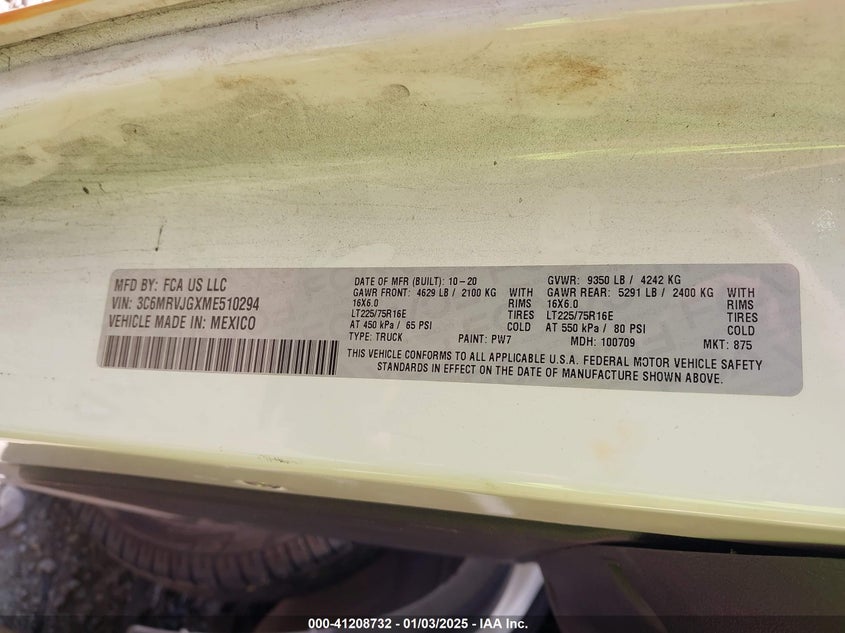 MFD BY: FCA US LLC
VIN: 3C6MRVJGXME510294
VEHICLE MADE IN: MEXICO
DATE OF MFR (BUILT): 10-20 GVWR: 9350 LB / 4242 KG
GAWR FRONT: 4629 LB / 2100 KG WITH GAWR REAR: 5291 LB / 2400 KG WITH
16X6.0 RIMS 16X6.0 RIMS
LT225/75R16E TIRES LT225/75R16E TIRES
AT 450 kPa / 65 PSI COLD AT 550 kPa / 80 PSI COLD
TYPE: TRUCK PAINT: PW7 MDH: 100709 MKT: 875
THIS VEHICLE CONFORMS TO ALL APPLICABLE U.S.A. FEDERAL MOTOR VEHICLE SAFETY
STANDARDS IN EFFECT ON THE DATE OF MANUFACTURE SHOWN ABOVE.
000-41208732 - 01/03/2025 - IAA Inc.